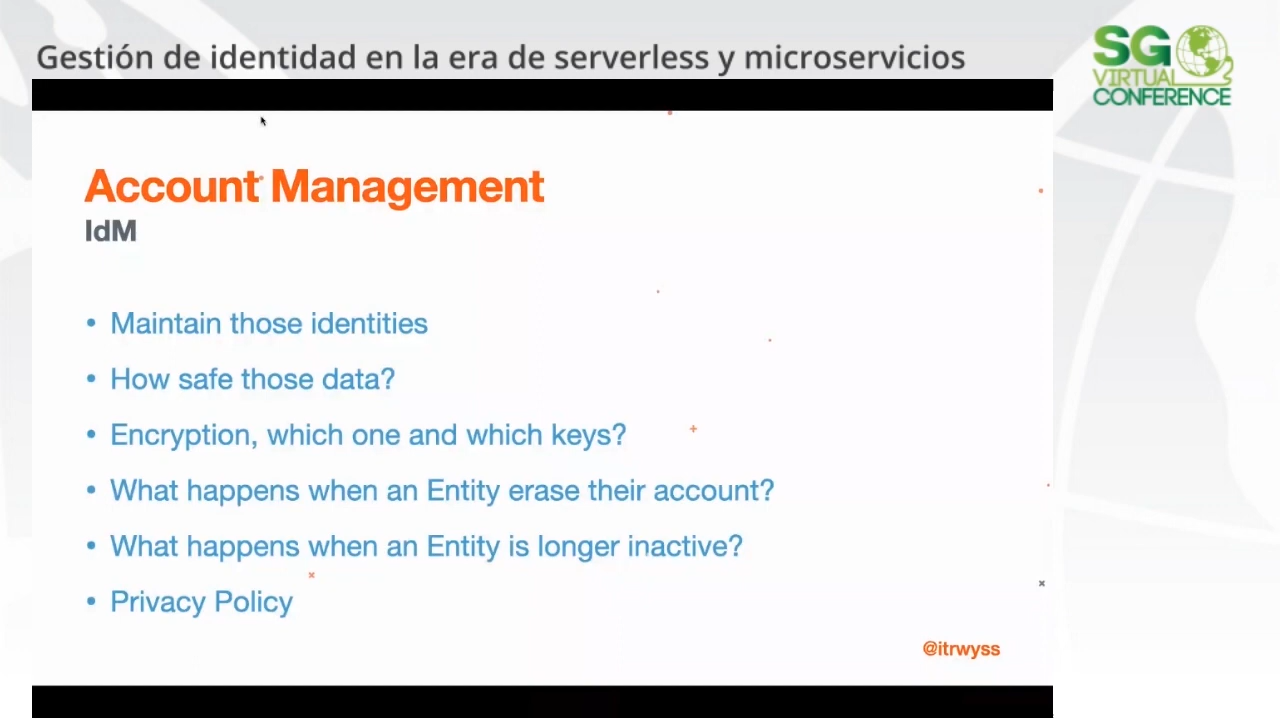 Gestión de identidad en la era de serverless y microservicios
SG
VIRTUAL
CONFERENCE
Account Management
IdM
• Maintain those identities
• How safe those data?
• Encryption, which one and which keys?
• What happens when an Entity erase their account?
• What happens when an Entity is longer inactive?
• Privacy Policy
@itrwyss